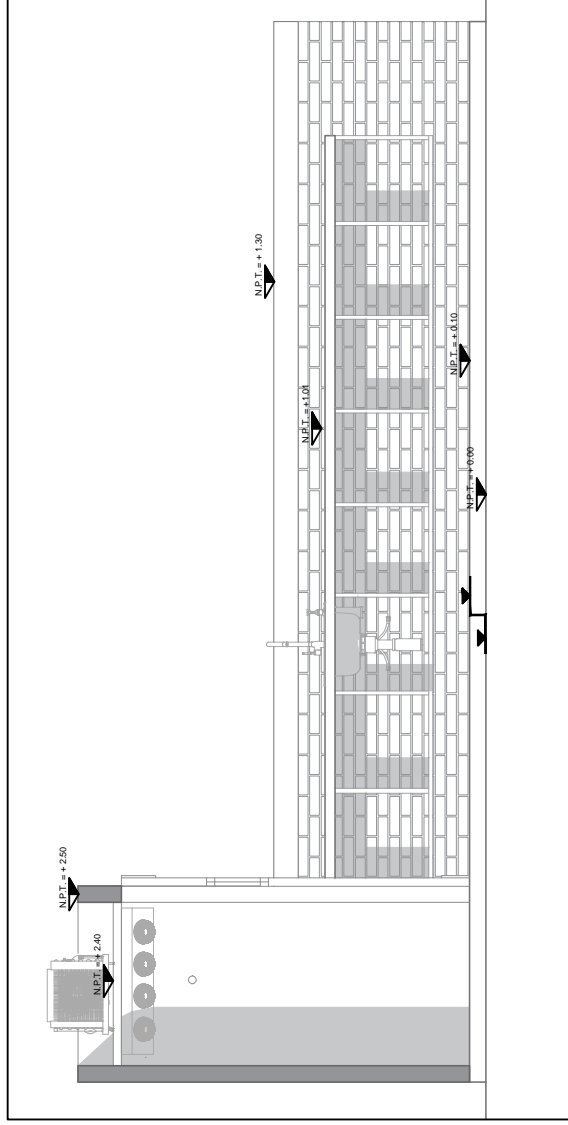 N.P.T. = + 2.50
N.P.T. = + 2.40
N.P.T. = + 1.30
N.P.T. = +1.01
N.P.T. = + 0.10
N.P.T. = + 0.00